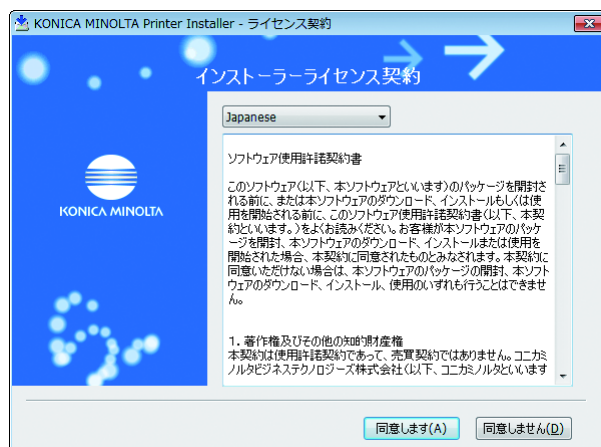 KONICA MINOLTA Printer Installer - ライセンス契約
インストーラーライセンス契約
KONICA MINOLTA
Japanese
ソフトウェア使用許諾契約書
このソフトウェア(以下、本ソフトウェアといいます)のパッケージを開封さ
れる前に、または本ソフトウェアのダウンロード、インストールもしくは使
用を開始される前に、このソフトウェア使用許諾契約書(以下、本契
約といいます。)をよくお読みください。お客様が本ソフトウェアのパッケ
ージを開封、本ソフトウェアのダウンロード、インストールまたは使用を
開始された場合、本契約に同意されたものとみなされます。本契約に
同意いただけない場合は、本ソフトウェアのパッケージの開封、本ソフト
ウェアのダウンロード、インストール、使用のいずれも行うことはできませ
ん。
1. 著作権及びその他の知的財産権
本契約は使用許諾契約であって、売買契約ではありません。コニカミ
ノルタビジネステクノロジーズ株式会社(以下、コニカミノルタといいます
同意します(A)
同意しません(D)